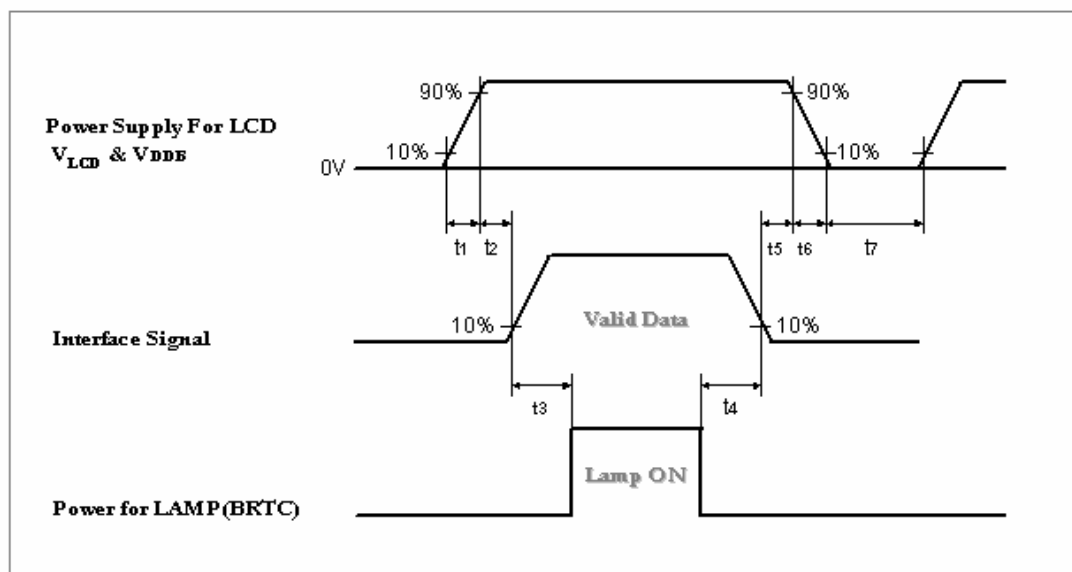 90%
90%
Power Supply For LCD
VLCD & VDDE
10%
10%
0V
t1
t2
t5
t6
t7
10%
Valid Data
10%
Interface Signal
t3
t4
Lamp ON
Power for LAMP(BRTC)